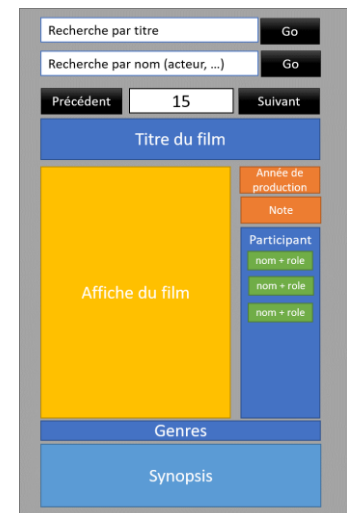 Recherche par titre
Go
Recherche par nom (acteur, ...)
Go
Précédent
15
Suivant
Titre du film
Année de
production
Note
Participant
nom + role
nom + role
nom + role
Affiche du film
Genres
Synopsis